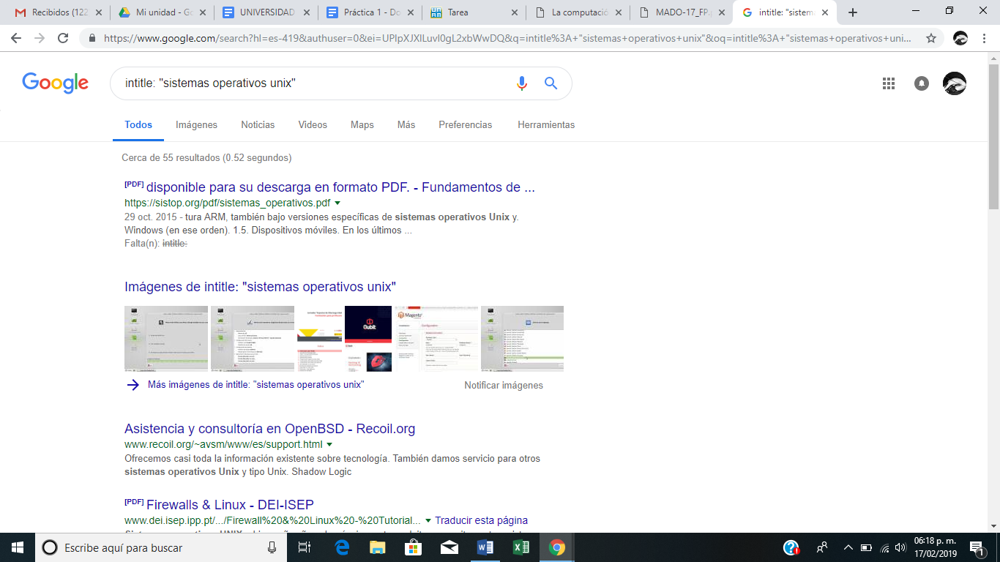 Recibidos (122
Mi unidad - Go
UNIVERSIDAD
Práctica 1 - Do
Tarea
La computació
MADO-17_FP.p
intitle: "sistema
https://www.google.com/search?hl=es-419&authuser=0&ei=UPlpXJXlLuvl0gL2xbWwDQ&q=intitle%3A+"sistemas+operativos+unix"&oq=intitle%3A+"sistemas+operativos+uni...
Google
intitle: "sistemas operativos unix"
Todos
Imágenes
Noticias
Videos
Maps
Más
Preferencias
Herramientas
Cerca de 55 resultados (0.52 segundos)
[PDF] disponible para su descarga en formato PDF. - Fundamentos de ...
https://sistop.org/pdf/sistemas_operativos.pdf
29 oct. 2015 - tura ARM, también bajo versiones específicas de sistemas operativos Unix y.
Windows (en ese orden). 1.5. Dispositivos móviles. En los últimos ...
Falta(n): intitle:
Imágenes de intitle: "sistemas operativos unix"
Qubit
Magento
Más imágenes de intitle: "sistemas operativos unix"
Notificar imágenes
Asistencia y consultoría en OpenBSD - Recoil.org
www.recoil.org/~avsm/www/es/support.html
Ofrecemos casi toda la información existente sobre tecnología. También damos servicio para otros
sistemas operativos Unix y tipo Unix. Shadow Logic
[PDF] Firewalls & Linux - DEI-ISEP
www.dei.isep.ipp.pt/.../Firewall%20&%20Linux%20-%20Tutorial...
Traducir esta página
Escribe aquí para buscar
06:18 p. m.
17/02/2019
1